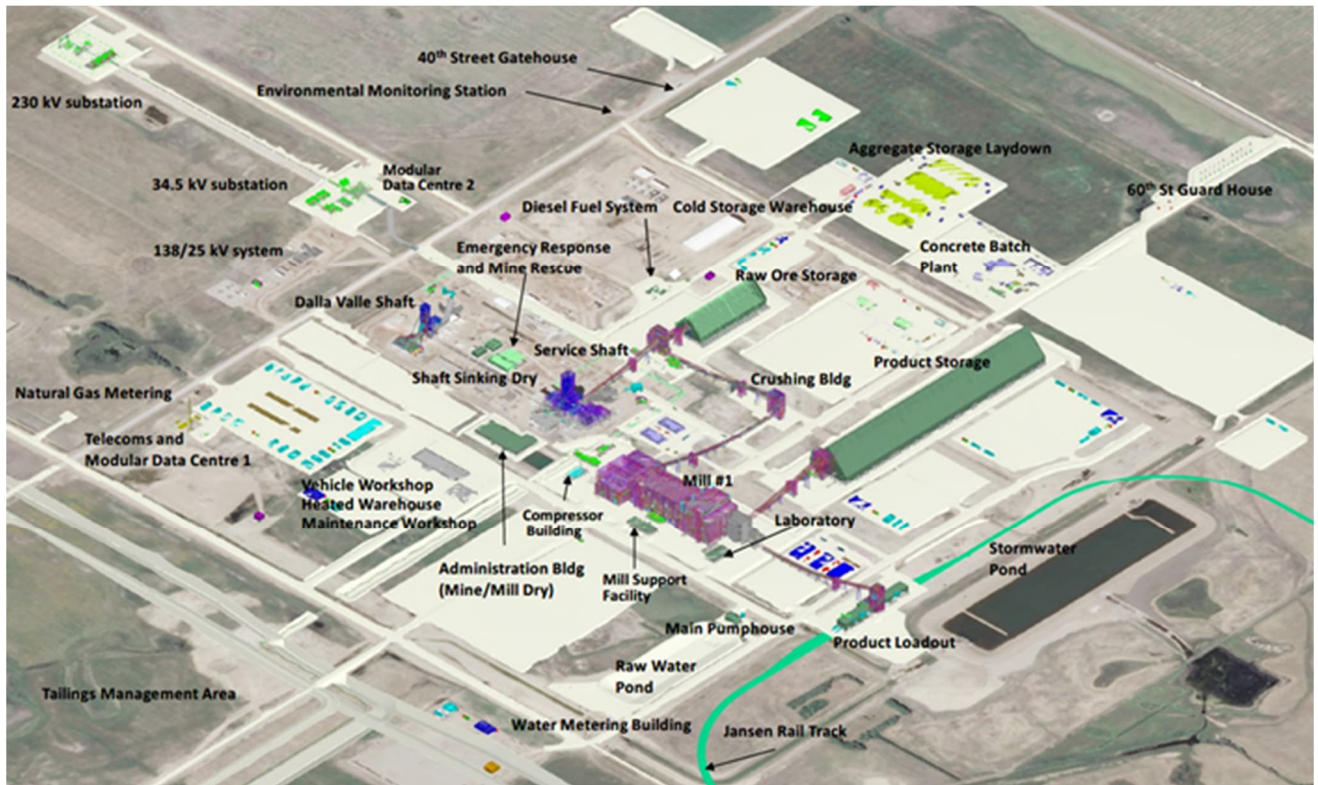 40th Street Gatehouse
Environmental Monitoring Station
230 kV substation
Aggregate Storage Laydown
Modular
Data Centre 2
34.5 kV substation
60th St Guard House
Diesel Fuel System
Cold Storage Warehouse
138/25 kV system
Emergency Response
and Mine Rescue
Concrete Batch
Plant
Raw Ore Storage
Dalla Valle Shaft
Service Shaft
Product Storage
Shaft Sinking Dry
Crushing Bldg
Natural Gas Metering
Telecoms and
Modular Data Centre 1
Vehicle Workshop
Heated Warehouse
Maintenance Workshop
Mill #1
Compressor
Building
Laboratory
Stormwater
Pond
Administration Bldg
(Mine/Mill Dry)
Mill Support
Facility
Main Pumphouse
Product Loadout
Raw Water
Pond
Tailings Management Area
Water Metering Building
Jansen Rail Track